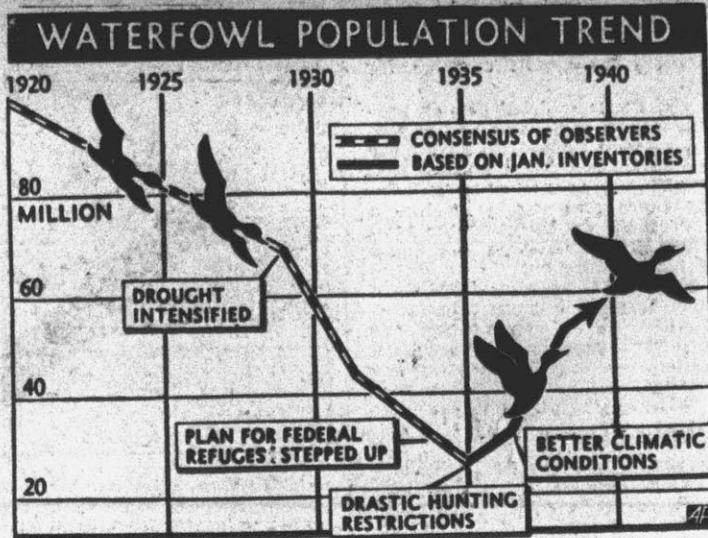 WATERFOWL POPULATION TREND
1920 1925 1930 1935 1940
CONSENSUS OF OBSERVERS
BASED ON JAN. INVENTORIES
80
MILLION
DROUGHT
INTENSIFIED
60
40
PLAN FOR FEDERAL
REFUGES STEPPED UP
BETTER CLIMATIC
CONDITIONS
20
DRASTIC HUNTING
RESTRICTIONS
AP